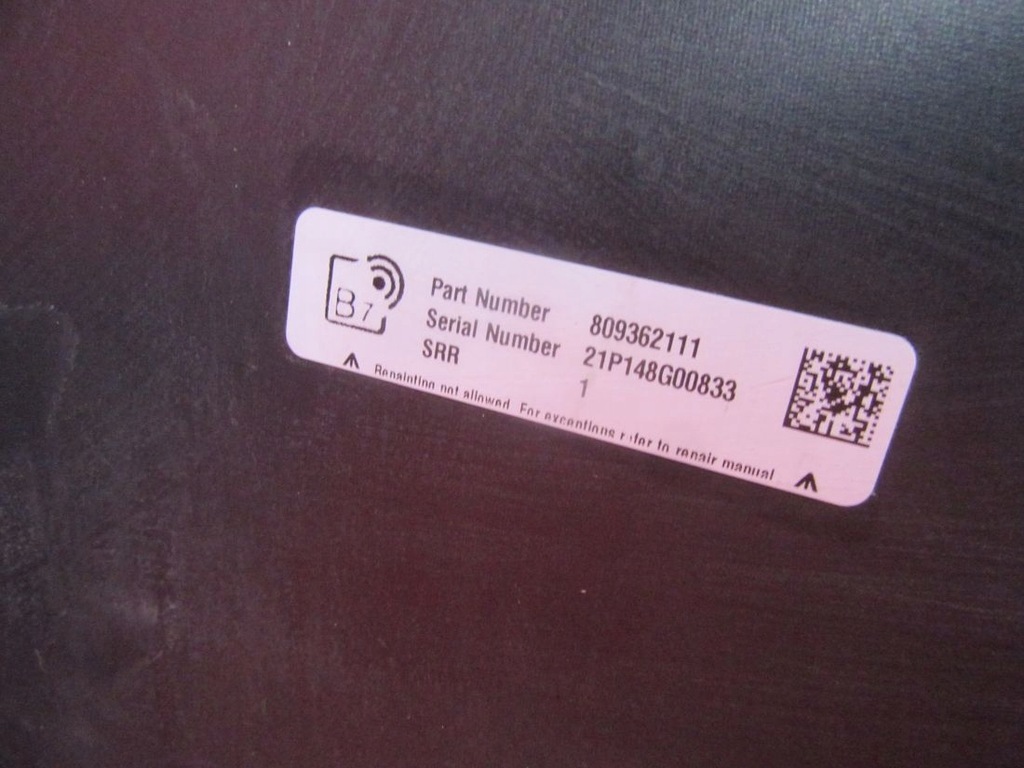 B7
Part Number 809362111
Serial Number 21P148G00833
SRR 1
Repainting not allowed. For exceptions refer to repair manual